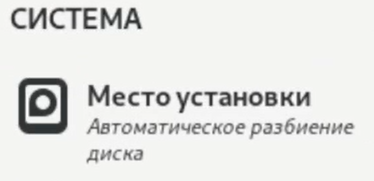 СИСТЕМА
Место установки
Автоматическое разбиение
диска